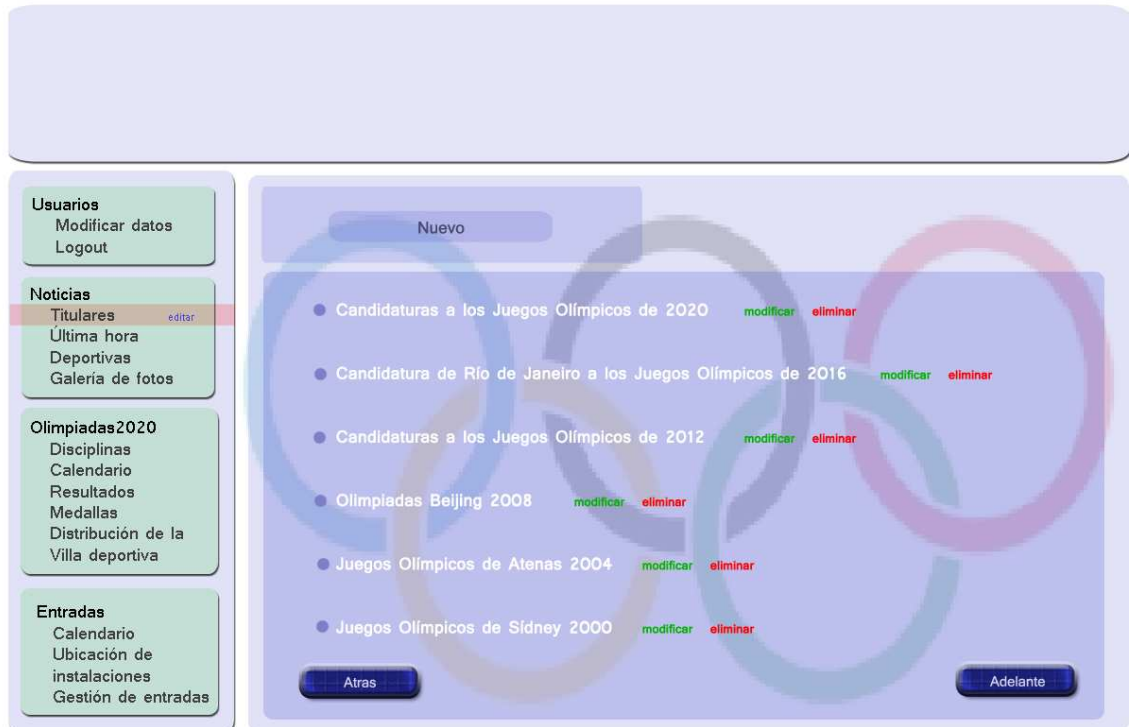 Usuarios
Modificar datos
Logout
Noticias
Titulares editar
Última hora
Deportivas
Galería de fotos
Olimpiadas2020
Disciplinas
Calendario
Resultados
Medallas
Distribución de la
Villa deportiva
Entradas
Calendario
Ubicación de
instalaciones
Gestión de entradas
Nuevo
Candidaturas a los Juegos Olímpicos de 2020 modificar eliminar
Candidatura de Río de Janeiro a los Juegos Olímpicos de 2016 modificar eliminar
Candidaturas a los Juegos Olímpicos de 2012 modificar eliminar
Olimpiadas Beijing 2008 modificar eliminar
Juegos Olímpicos de Atenas 2004 modificar eliminar
Juegos Olímpicos de Sídney 2000 modificar eliminar
Atras Adelante